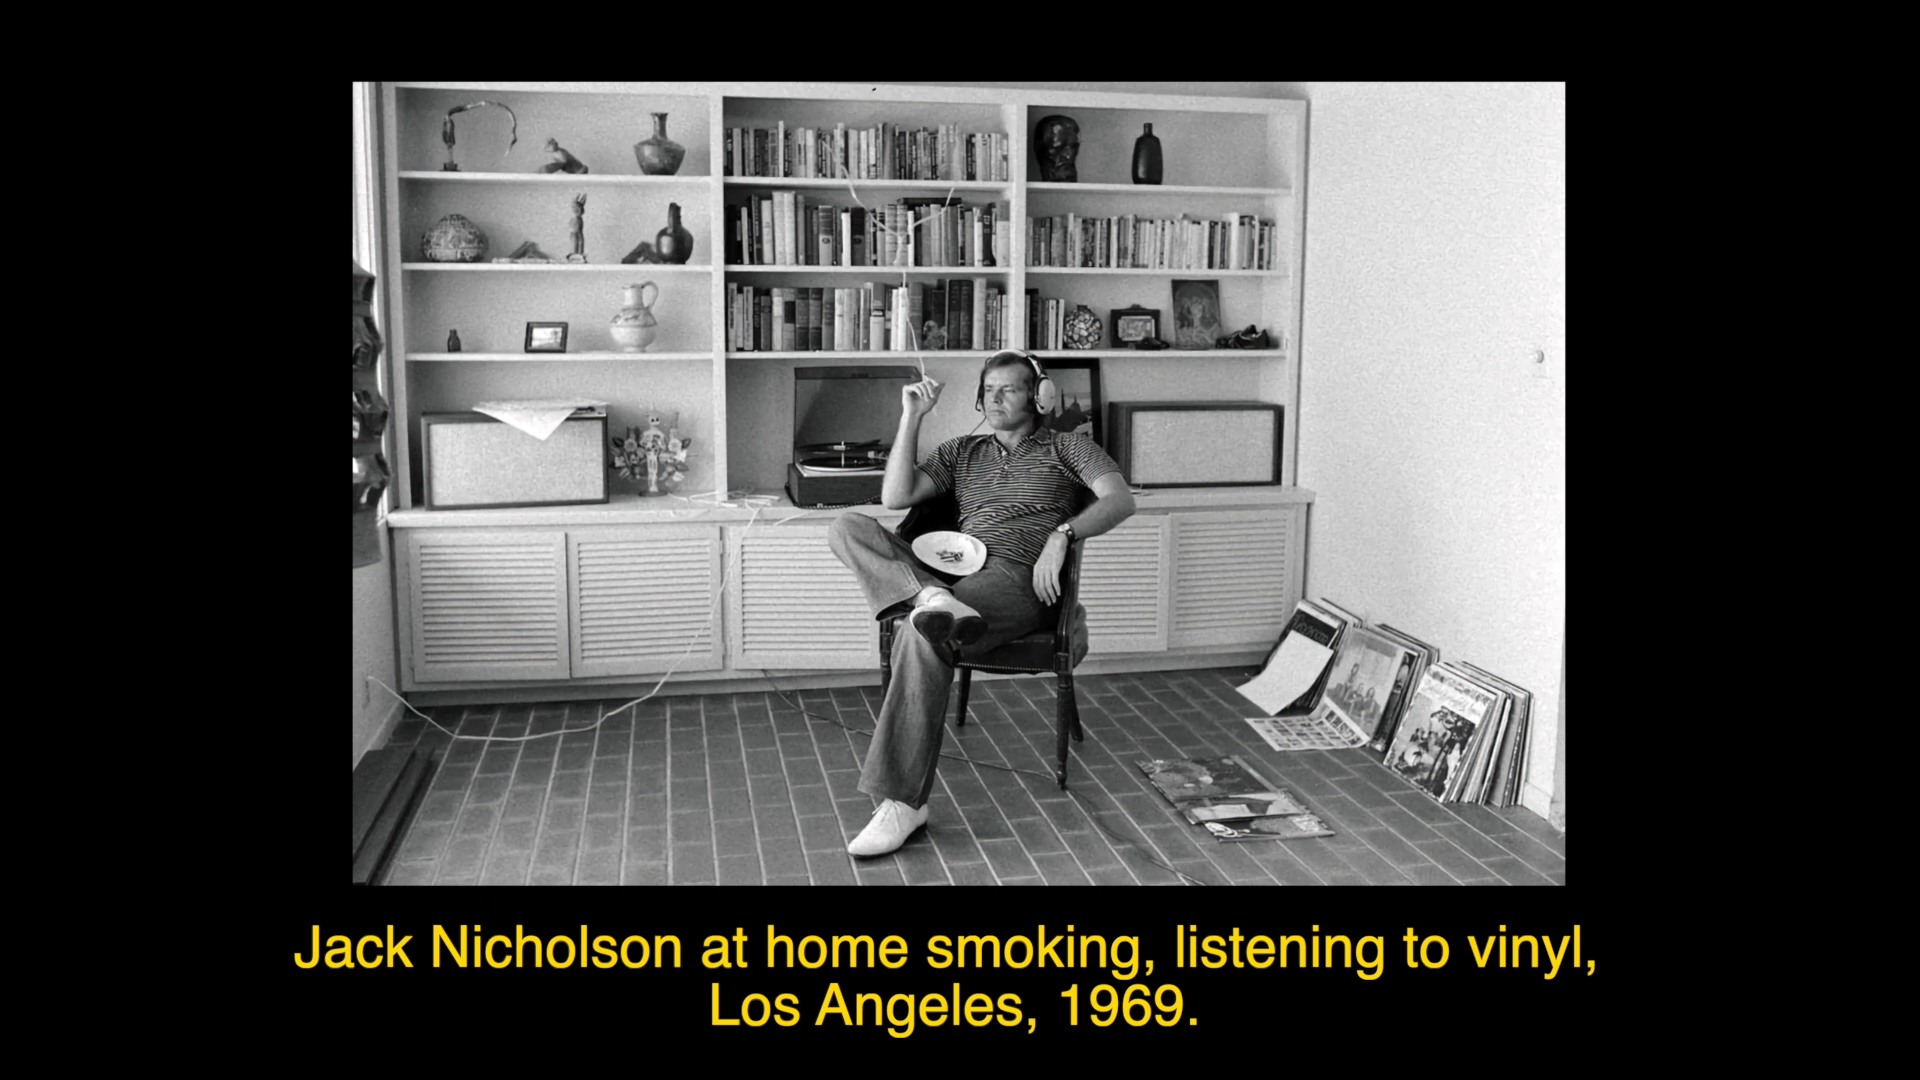 Jack Nicholson at home smoking, listening to vinyl,
Los Angeles, 1969.